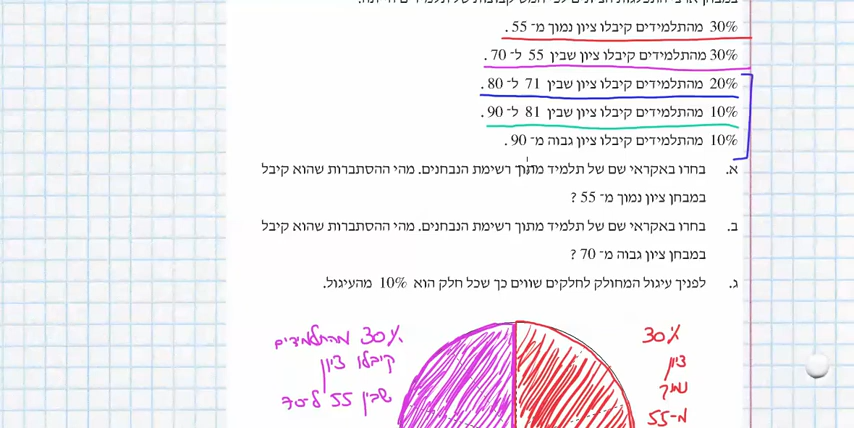 30% מהתלמידים קיבלו ציון נמוך מ־ 55.
30% מהתלמידים קיבלו ציון שבין 55 ל־ 70.
20% מהתלמידים קיבלו ציון שבין 71 ל־ 80.
10% מהתלמידים קיבלו ציון שבין 81 ל־ 90.
10% מהתלמידים קיבלו ציון גבוה מ־ 90.
א. בחרו באקראי שם של תלמיד מתוך רשימת הנבחנים. מהי ההסתברות שהוא קיבל
במבחן ציון נמוך מ־ 55 ?
ב. בחרו באקראי שם של תלמיד מתוך רשימת הנבחנים. מהי ההסתברות שהוא קיבל
במבחן ציון גבוה מ־ 70 ?
ג. לפניך עיגול המחולק לחלקים שווים כך שכל חלק הוא 10% מהעיגול.
30%
ציון
נמוך
מ-55
30% מהתלמידים
קיבלו ציון
שבין 55 ל-70